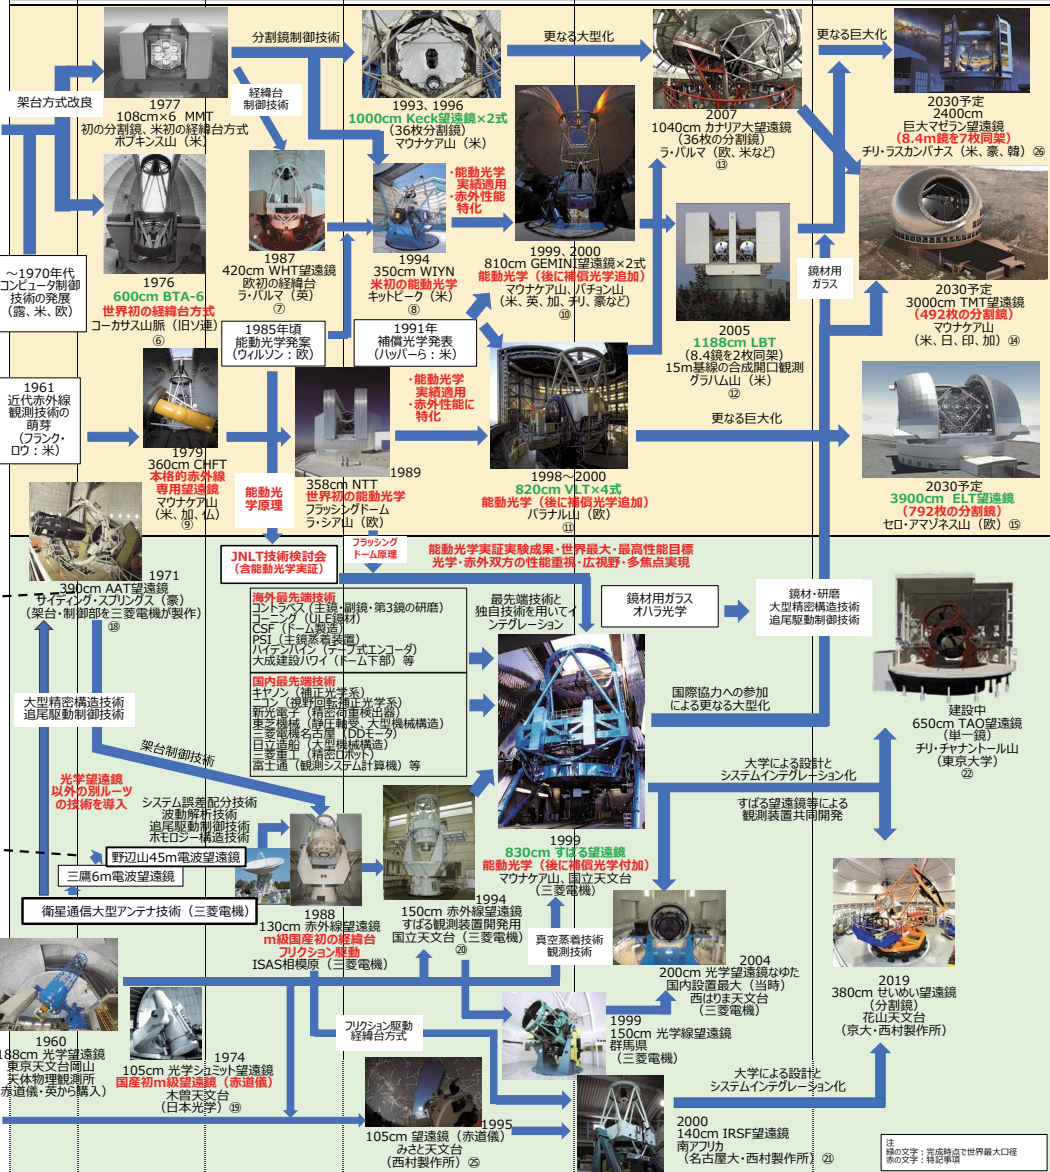 分割鏡制御技術
更なる大型化
更なる巨大化
架台方式改良
経緯台
制御技術
1977
108cm×6 MMT
初の分割鏡、米初の経緯台方式
ホプキンス山（米）
1993、1996
1000cm Keck望遠鏡×2式
(36枚分割鏡)
マウナケア山（米）
2007
1040cm カナリア大望遠鏡
(36枚の分割鏡)
ラ・パルマ（欧、米など）
⑬
2030予定
2400cm
巨大マゼラン望遠鏡
(8.4m鏡を7枚同架)
チリ・ラスカンパナス（米、豪、韓）㉖
・能動光学
実績適用
・赤外性能
特化
～1970年代
コンピュータ制御
技術の発展
(露、米、欧)
1976
600cm BTA-6
世界初の経緯台方式
コーカサス山脈（旧ソ連）
⑥
1987
420cm WHT望遠鏡
欧初の経緯台
ラ・パルマ（英）
⑦
1994
350cm WIYN
米初の能動光学
キットピーク（米）
⑧
1999、2000
810cm GEMINI望遠鏡×2式
能動光学（後に補償光学追加）
マウナケア山、パチョン山
(米、英、加、チリ、豪など)
⑩
鏡材用
ガラス
2030予定
3000cm TMT望遠鏡
(492枚の分割鏡)
マウナケア山
(米、日、印、加) ⑭
1985年頃
能動光学発案
(ウィルソン：欧)
1991年
補償光学発表
(ハッバーら：米)
2005
1188cm LBT
(8.4鏡を2枚同架)
15m基線の合成開口観測
グラハム山（米）
⑫
1961
近代赤外線
観測技術の
萌芽
(フランク・
ロウ：米)
・能動光学
実績適用
・赤外性能に
特化
更なる巨大化
1979
360cm CHFT
本格的赤外線
専用望遠鏡
マウナケア山
(米、加、仏)
⑨
能動光
学原理
1989
358cm NTT
世界初の能動光学
フラッシングドーム
ラ・シア山（欧）
1998～2000
820cm VLT×4式
能動光学（後に補償光学追加）
パラナル山（欧）
⑪
2030予定
3900cm ELT望遠鏡
(792枚の分割鏡)
セロ・アマゾネス山（欧）⑮
フラッシング
ドーム原理
JNLT技術検討会
(含能動光学実証)
能動光学実証実験成果・世界最大・最高性能目標
光学・赤外双方の性能重視・広視野・多焦点実現
1971
390cm AAT望遠鏡
サイディング・スプリングス（豪）
(架台・制御部を三菱電機が製作)
⑱
海外最先端技術
コントラベス（主鏡・副鏡・第3鏡の研磨）
コーニング（ULE鏡材）
CSF（ドーム製造）
PSI（主鏡蒸着装置）
ハイデンハイン（テープ式エンコーダ）
大成建設ハワイ（ドーム下部）等
最先端技術と
独自技術を用いてイ
ンテグレーション
鏡材用ガラス
オハラ光学
鏡材・研磨
大型精密構造技術
追尾駆動制御技術
国内最先端技術
キヤノン（補正光学系）
ニコン（視野回転補正光学系）
新光電子（精密荷重検出器）
東芝機械（静圧軸受、大型機械構造）
三菱電機名古屋（DDモータ）
日立造船（大型機械構造）
三菱重工（精密ロボット）
富士通（観測システム計算機）等
大型精密構造技術
追尾駆動制御技術
架台制御技術
国際協力への参加
による更なる大型化
建設中
650cm TAO望遠鏡
(単一鏡)
チリ・チャナントール山
(東京大学)
㉒
光学望遠鏡
以外の別ルーツ
の技術を導入
システム誤差配分技術
波動解析技術
追尾駆動制御技術
ホモロジー構造技術
大学による設計と
システムインテグレーション化
すばる望遠鏡等による
観測装置共同開発
野辺山45m電波望遠鏡
三鷹6m電波望遠鏡
衛星通信大型アンテナ技術（三菱電機）
1999
830cm すばる望遠鏡
能動光学（後に補償光学付加）
マウナケア山、国立天文台
(三菱電機)
1988
130cm 赤外線望遠鏡
m級国産初の経緯台
フリクション駆動
ISAS相模原（三菱電機）
1994
150cm 赤外線望遠鏡
すばる観測装置開発用
国立天文台（三菱電機）
⑳
真空蒸着技術
観測技術
2004
200cm 光学望遠鏡なゆた
国内設置最大（当時）
西はりま天文台
(三菱電機)
2019
380cm せいめい望遠鏡
(分割鏡)
花山天文台
(京大・西村製作所)
1960
188cm 光学望遠鏡
東京天文台岡山
天体物理観測所
赤道儀・英から購入）
1974
105cm 光学シュミット望遠鏡
国産初m級望遠鏡（赤道儀）
木曽天文台
(日本光学) ⑲
フリクション駆動
経緯台方式
1999
150cm 光学線望遠鏡
群馬県
(三菱電機)
大学による設計と
システムインテグレーション化
1995
105cm 望遠鏡（赤道儀）
みさと天文台
(西村製作所) ㉕
2000
140cm IRSF望遠鏡
南アフリカ
(名古屋大・西村製作所) ㉑
注
緑の文字：完成時点で世界最大口径
赤の文字：特記事項